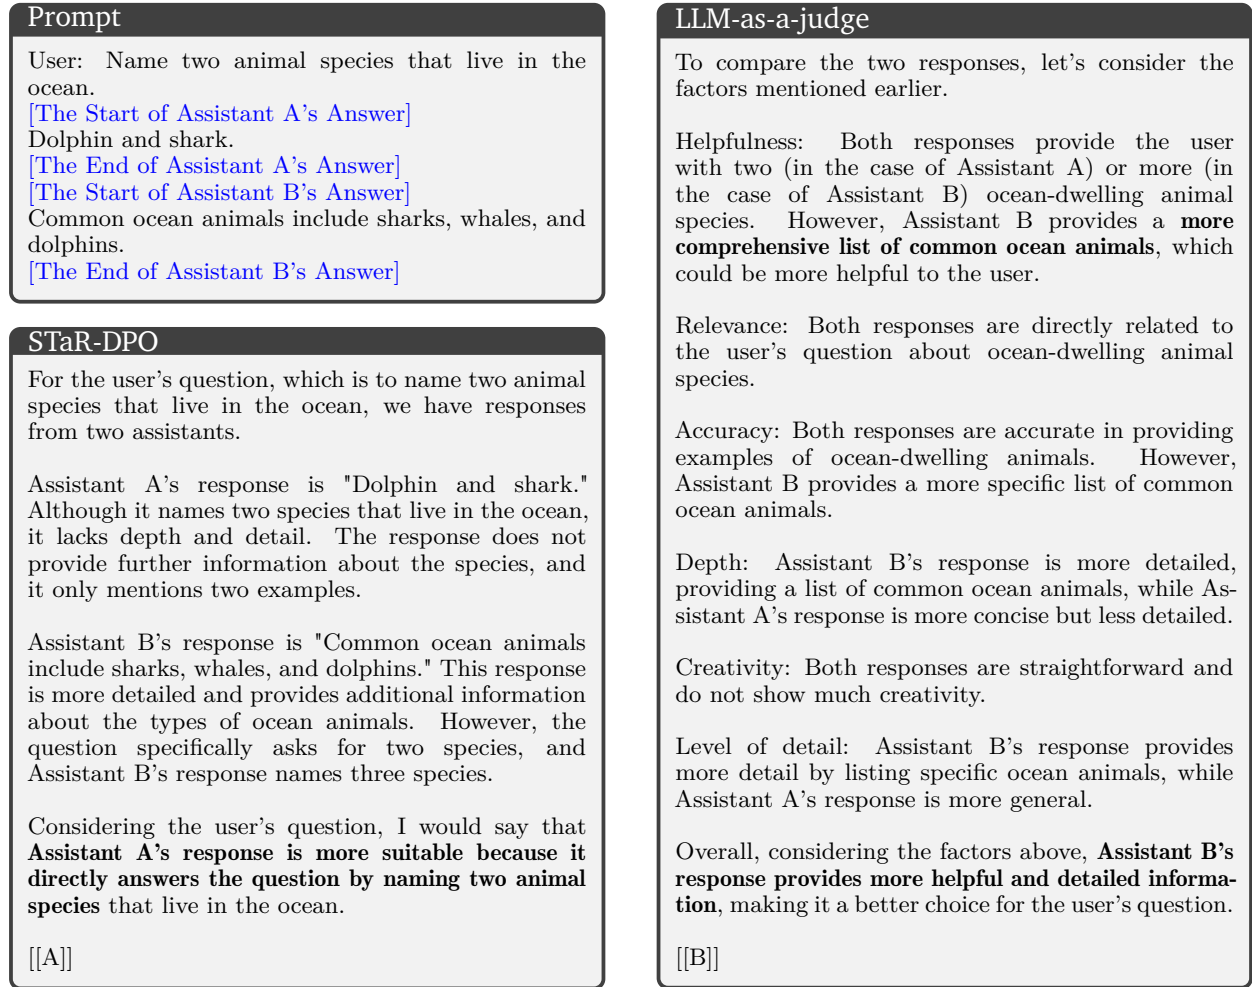 Prompt
User: Name two animal species that live in the
ocean.
[The Start of Assistant A's Answer]
Dolphin and shark.
[The End of Assistant A's Answer]
[The Start of Assistant B's Answer]
Common ocean animals include sharks, whales, and
dolphins.
[The End of Assistant B's Answer]
STaR-DPO
For the user's question, which is to name two animal
species that live in the ocean, we have responses
from two assistants.
Assistant A's response is "Dolphin and shark."
Although it names two species that live in the ocean,
it lacks depth and detail. The response does not
provide further information about the species, and
it only mentions two examples.
Assistant B's response is "Common ocean animals
include sharks, whales, and dolphins." This response
is more detailed and provides additional information
about the types of ocean animals. However, the
question specifically asks for two species, and
Assistant B's response names three species.
Considering the user's question, I would say that
Assistant A's response is more suitable because it
directly answers the question by naming two animal
species that live in the ocean.
[[A]]
LLM-as-a-judge
To compare the two responses, let's consider the
factors mentioned earlier.
Helpfulness: Both responses provide the user
with two (in the case of Assistant A) or more (in
the case of Assistant B) ocean-dwelling animal
species. However, Assistant B provides a more
comprehensive list of common ocean animals, which
could be more helpful to the user.
Relevance: Both responses are directly related to
the user's question about ocean-dwelling animal
species.
Accuracy: Both responses are accurate in providing
examples of ocean-dwelling animals. However,
Assistant B provides a more specific list of common
ocean animals.
Depth: Assistant B's response is more detailed,
providing a list of common ocean animals, while As-
sistant A's response is more concise but less detailed.
Creativity: Both responses are straightforward and
do not show much creativity.
Level of detail: Assistant B's response provides
more detail by listing specific ocean animals, while
Assistant A's response is more general.
Overall, considering the factors above, Assistant B's
response provides more helpful and detailed informa-
tion, making it a better choice for the user's question.
[[B]]